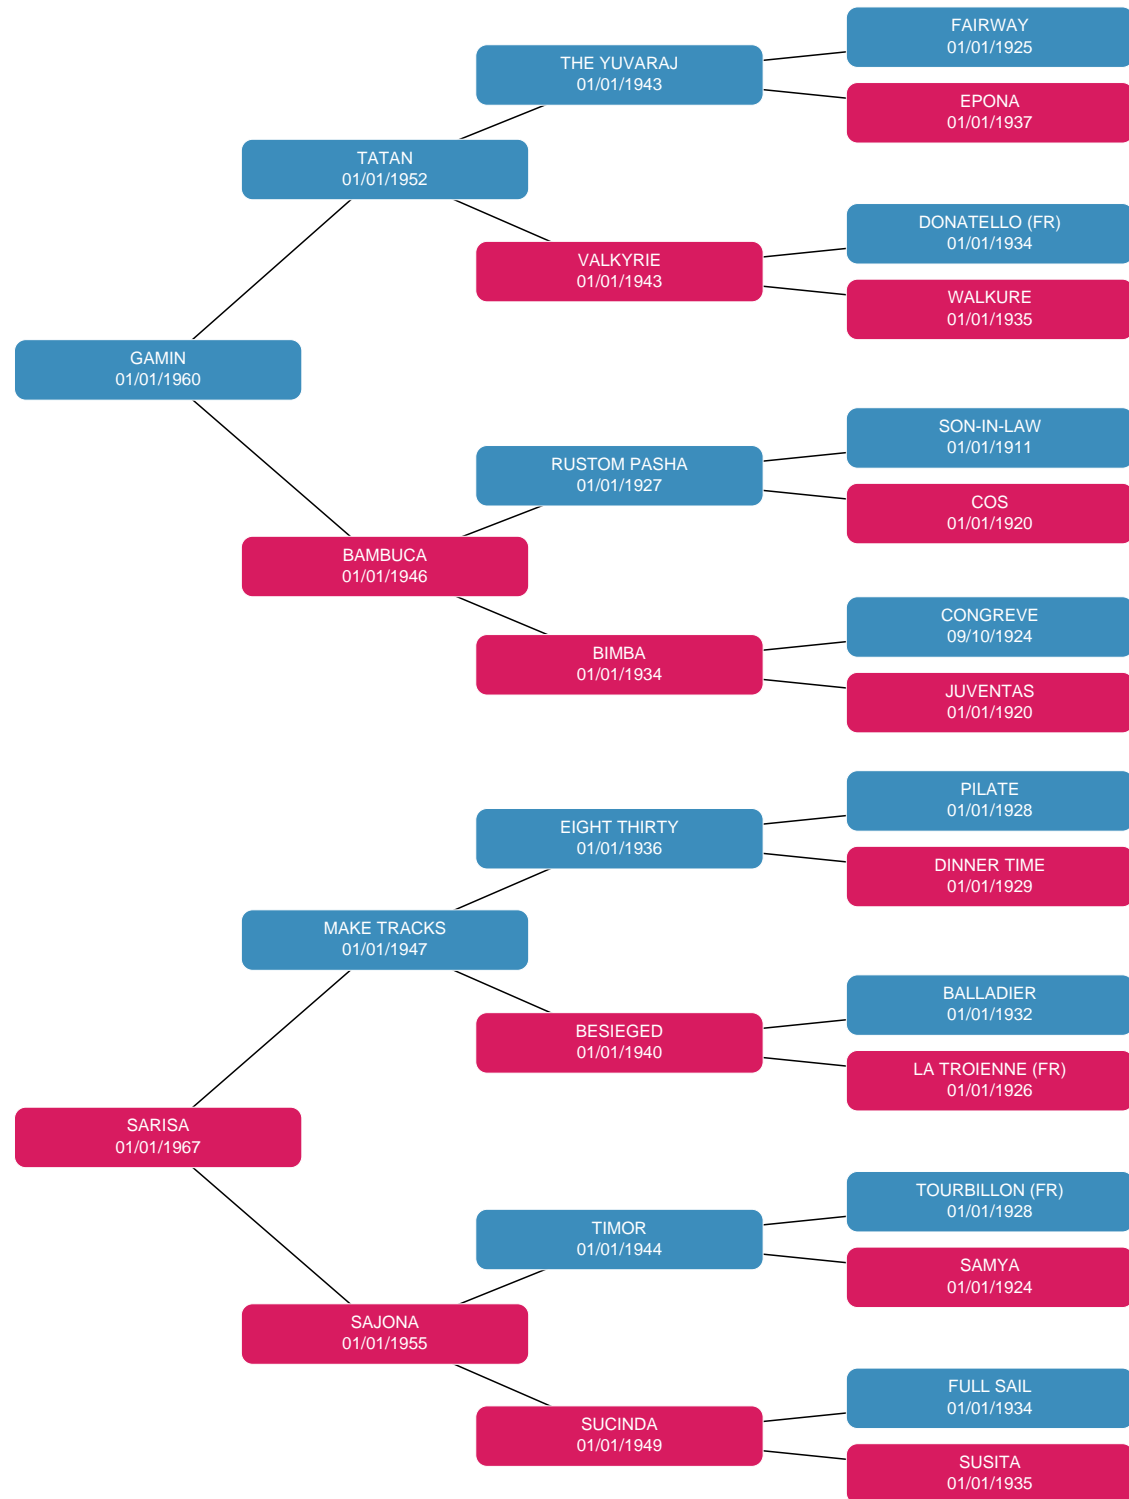 FAIRWAY
01/01/1925
THE YUVARAJ
01/01/1943
EPONA
01/01/1937
TATAN
01/01/1952
DONATELLO (FR)
01/01/1934
VALKYRIE
01/01/1943
WALKURE
01/01/1935
GAMIN
01/01/1960
SON-IN-LAW
01/01/1911
RUSTOM PASHA
01/01/1927
COS
01/01/1920
BAMBUCA
01/01/1946
CONGREVE
09/10/1924
BIMBA
01/01/1934
JUVENTAS
01/01/1920
PILATE
01/01/1928
EIGHT THIRTY
01/01/1936
DINNER TIME
01/01/1929
MAKE TRACKS
01/01/1947
BALLADIER
01/01/1932
BESIEGED
01/01/1940
LA TROIENNE (FR)
01/01/1926
SARISA
01/01/1967
TOURBILLON (FR)
01/01/1928
TIMOR
01/01/1944
SAMYA
01/01/1924
SAJONA
01/01/1955
FULL SAIL
01/01/1934
SUCINDA
01/01/1949
SUSITA
01/01/1935